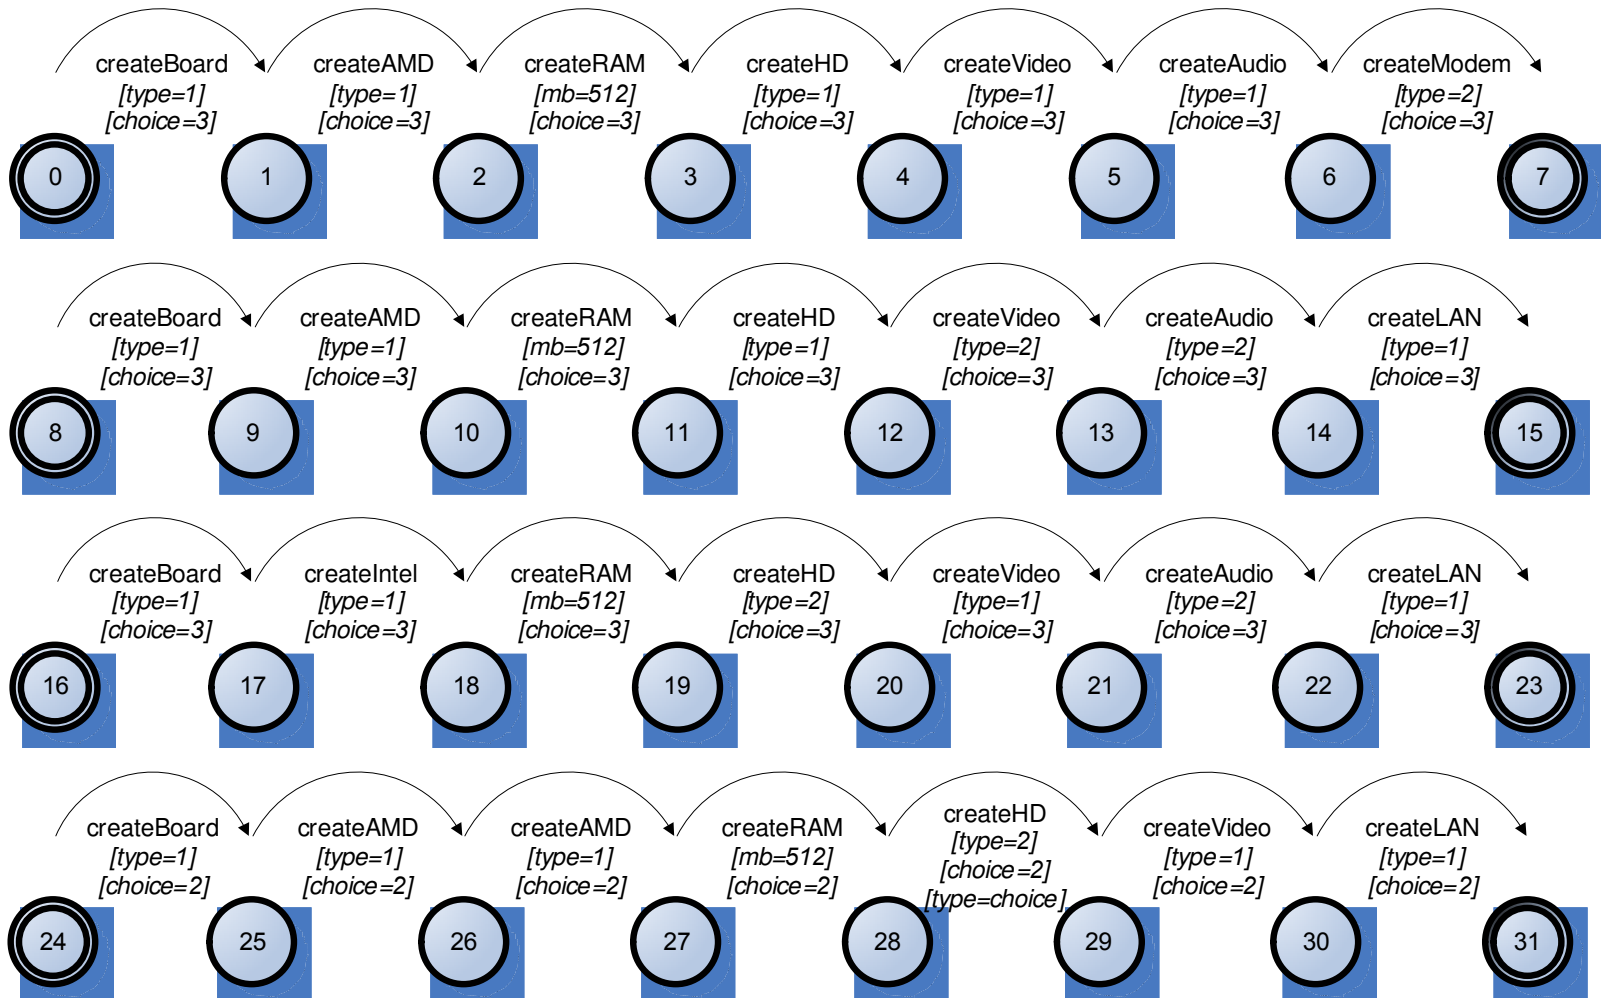 createBoard createAMD createRAM createHD createVideo createAudio createModem
[type=1] [type=1] [mb=512] [type=1] [type=1] [type=1] [type=2]
[choice=3] [choice=3] [choice=3] [choice=3] [choice=3] [choice=3] [choice=3]
0 1 2 3 4 5 6 7
createBoard createAMD createRAM createHD createVideo createAudio createLAN
[type=1] [type=1] [mb=512] [type=1] [type=2] [type=2] [type=1]
[choice=3] [choice=3] [choice=3] [choice=3] [choice=3] [choice=3] [choice=3]
8 9 10 11 12 13 14 15
createBoard createIntel createRAM createHD createVideo createAudio createLAN
[type=1] [type=1] [mb=512] [type=2] [type=1] [type=2] [type=1]
[choice=3] [choice=3] [choice=3] [choice=3] [choice=3] [choice=3] [choice=3]
16 17 18 19 20 21 22 23
createBoard createAMD createAMD createRAM createHD createVideo createLAN
[type=1] [type=1] [type=1] [mb=512] [type=2] [type=1] [type=1]
[choice=2] [choice=2] [choice=2] [choice=2] [choice=2] [choice=2] [choice=2]
[type=choice]
24 25 26 27 28 29 30 31